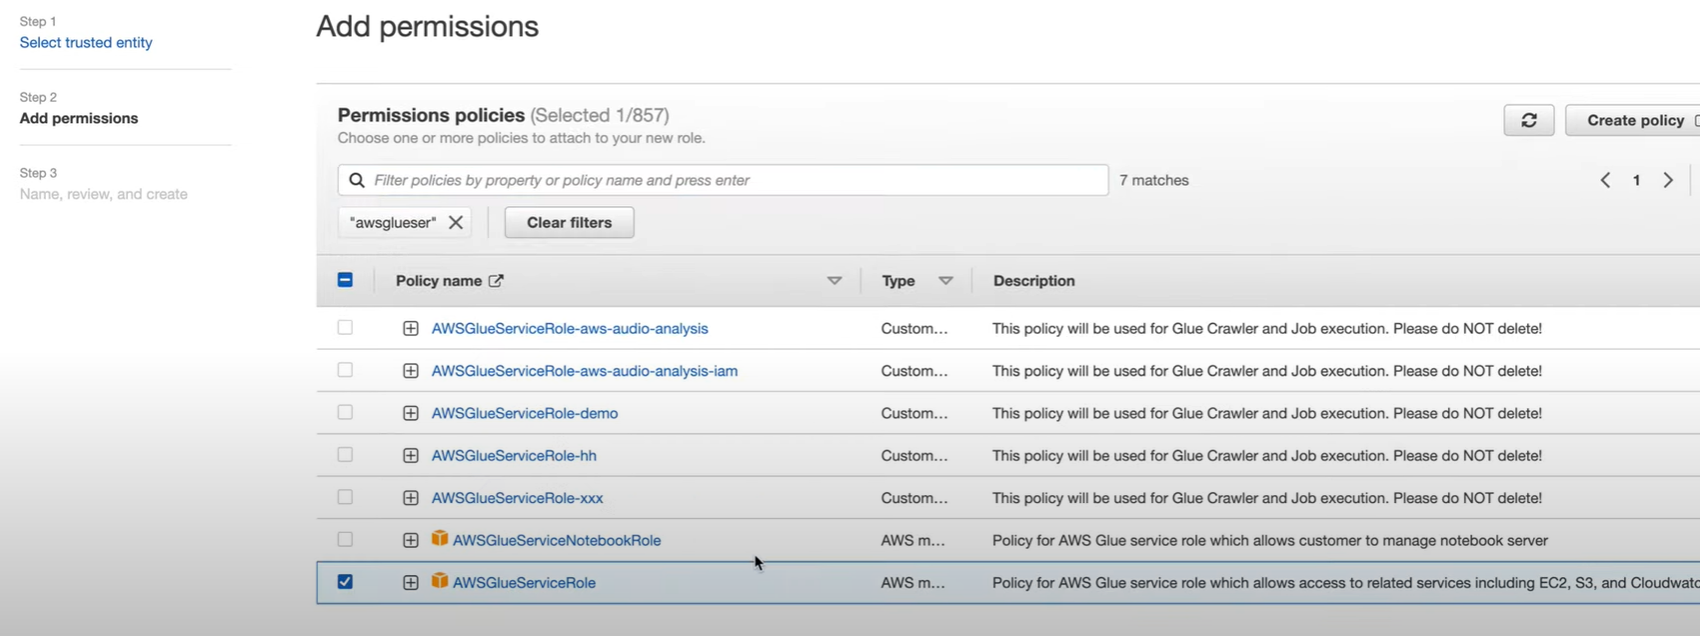 Step 1
Select trusted entity
Step 2
Add permissions
Step 3
Name, review, and create
Add permissions
Permissions policies (Selected 1/857)
Choose one or more policies to attach to your new role.
Create policy
Filter policies by property or policy name and press enter
7 matches
1
"awsglueser"
Clear filters
Policy name
Type
Description
AWSGlueServiceRole-aws-audio-analysis Custom… This policy will be used for Glue Crawler and Job execution. Please do NOT delete!
AWSGlueServiceRole-aws-audio-analysis-iam Custom… This policy will be used for Glue Crawler and Job execution. Please do NOT delete!
AWSGlueServiceRole-demo Custom… This policy will be used for Glue Crawler and Job execution. Please do NOT delete!
AWSGlueServiceRole-hh Custom… This policy will be used for Glue Crawler and Job execution. Please do NOT delete!
AWSGlueServiceRole-xxx Custom… This policy will be used for Glue Crawler and Job execution. Please do NOT delete!
AWSGlueServiceNotebookRole AWS m… Policy for AWS Glue service role which allows customer to manage notebook server
AWSGlueServiceRole AWS m… Policy for AWS Glue service role which allows access to related services including EC2, S3, and Cloudwatc